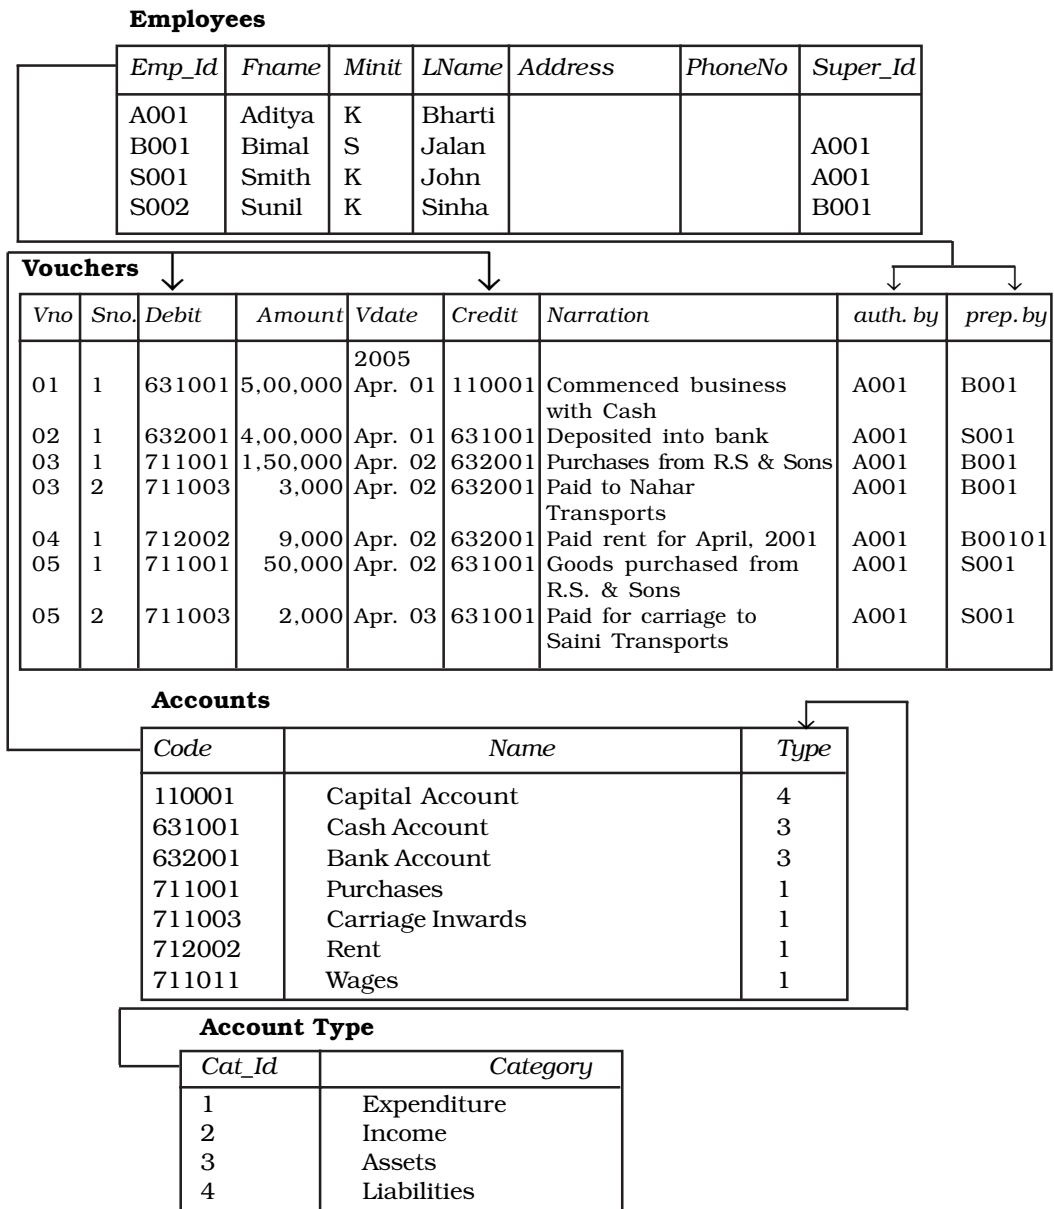 Employees
Emp_Id Fname Minit LName Address PhoneNo Super_Id
A001 Aditya K Bharti
B001 Bimal S Jalan A001
S001 Smith K John A001
S002 Sunil K Sinha B001
Vouchers
Vno Sno. Debit Amount Vdate Credit Narration auth. by prep. by
2005
01 1 631001 5,00,000 Apr. 01 110001 Commenced business A001 B001
with Cash
02 1 632001 4,00,000 Apr. 01 631001 Deposited into bank A001 S001
03 1 711001 1,50,000 Apr. 02 632001 Purchases from R.S & Sons A001 B001
03 2 711003 3,000 Apr. 02 632001 Paid to Nahar A001 B001
Transports
04 1 712002 9,000 Apr. 02 632001 Paid rent for April, 2001 A001 B00101
05 1 711001 50,000 Apr. 02 631001 Goods purchased from A001 S001
R.S. & Sons
05 2 711003 2,000 Apr. 03 631001 Paid for carriage to A001 S001
Saini Transports
Accounts
Code Name Type
110001 Capital Account 4
631001 Cash Account 3
632001 Bank Account 3
711001 Purchases 1
711003 Carriage Inwards 1
712002 Rent 1
711011 Wages 1
Account Type
Cat_Id Category
1 Expenditure
2 Income
3 Assets
4 Liabilities